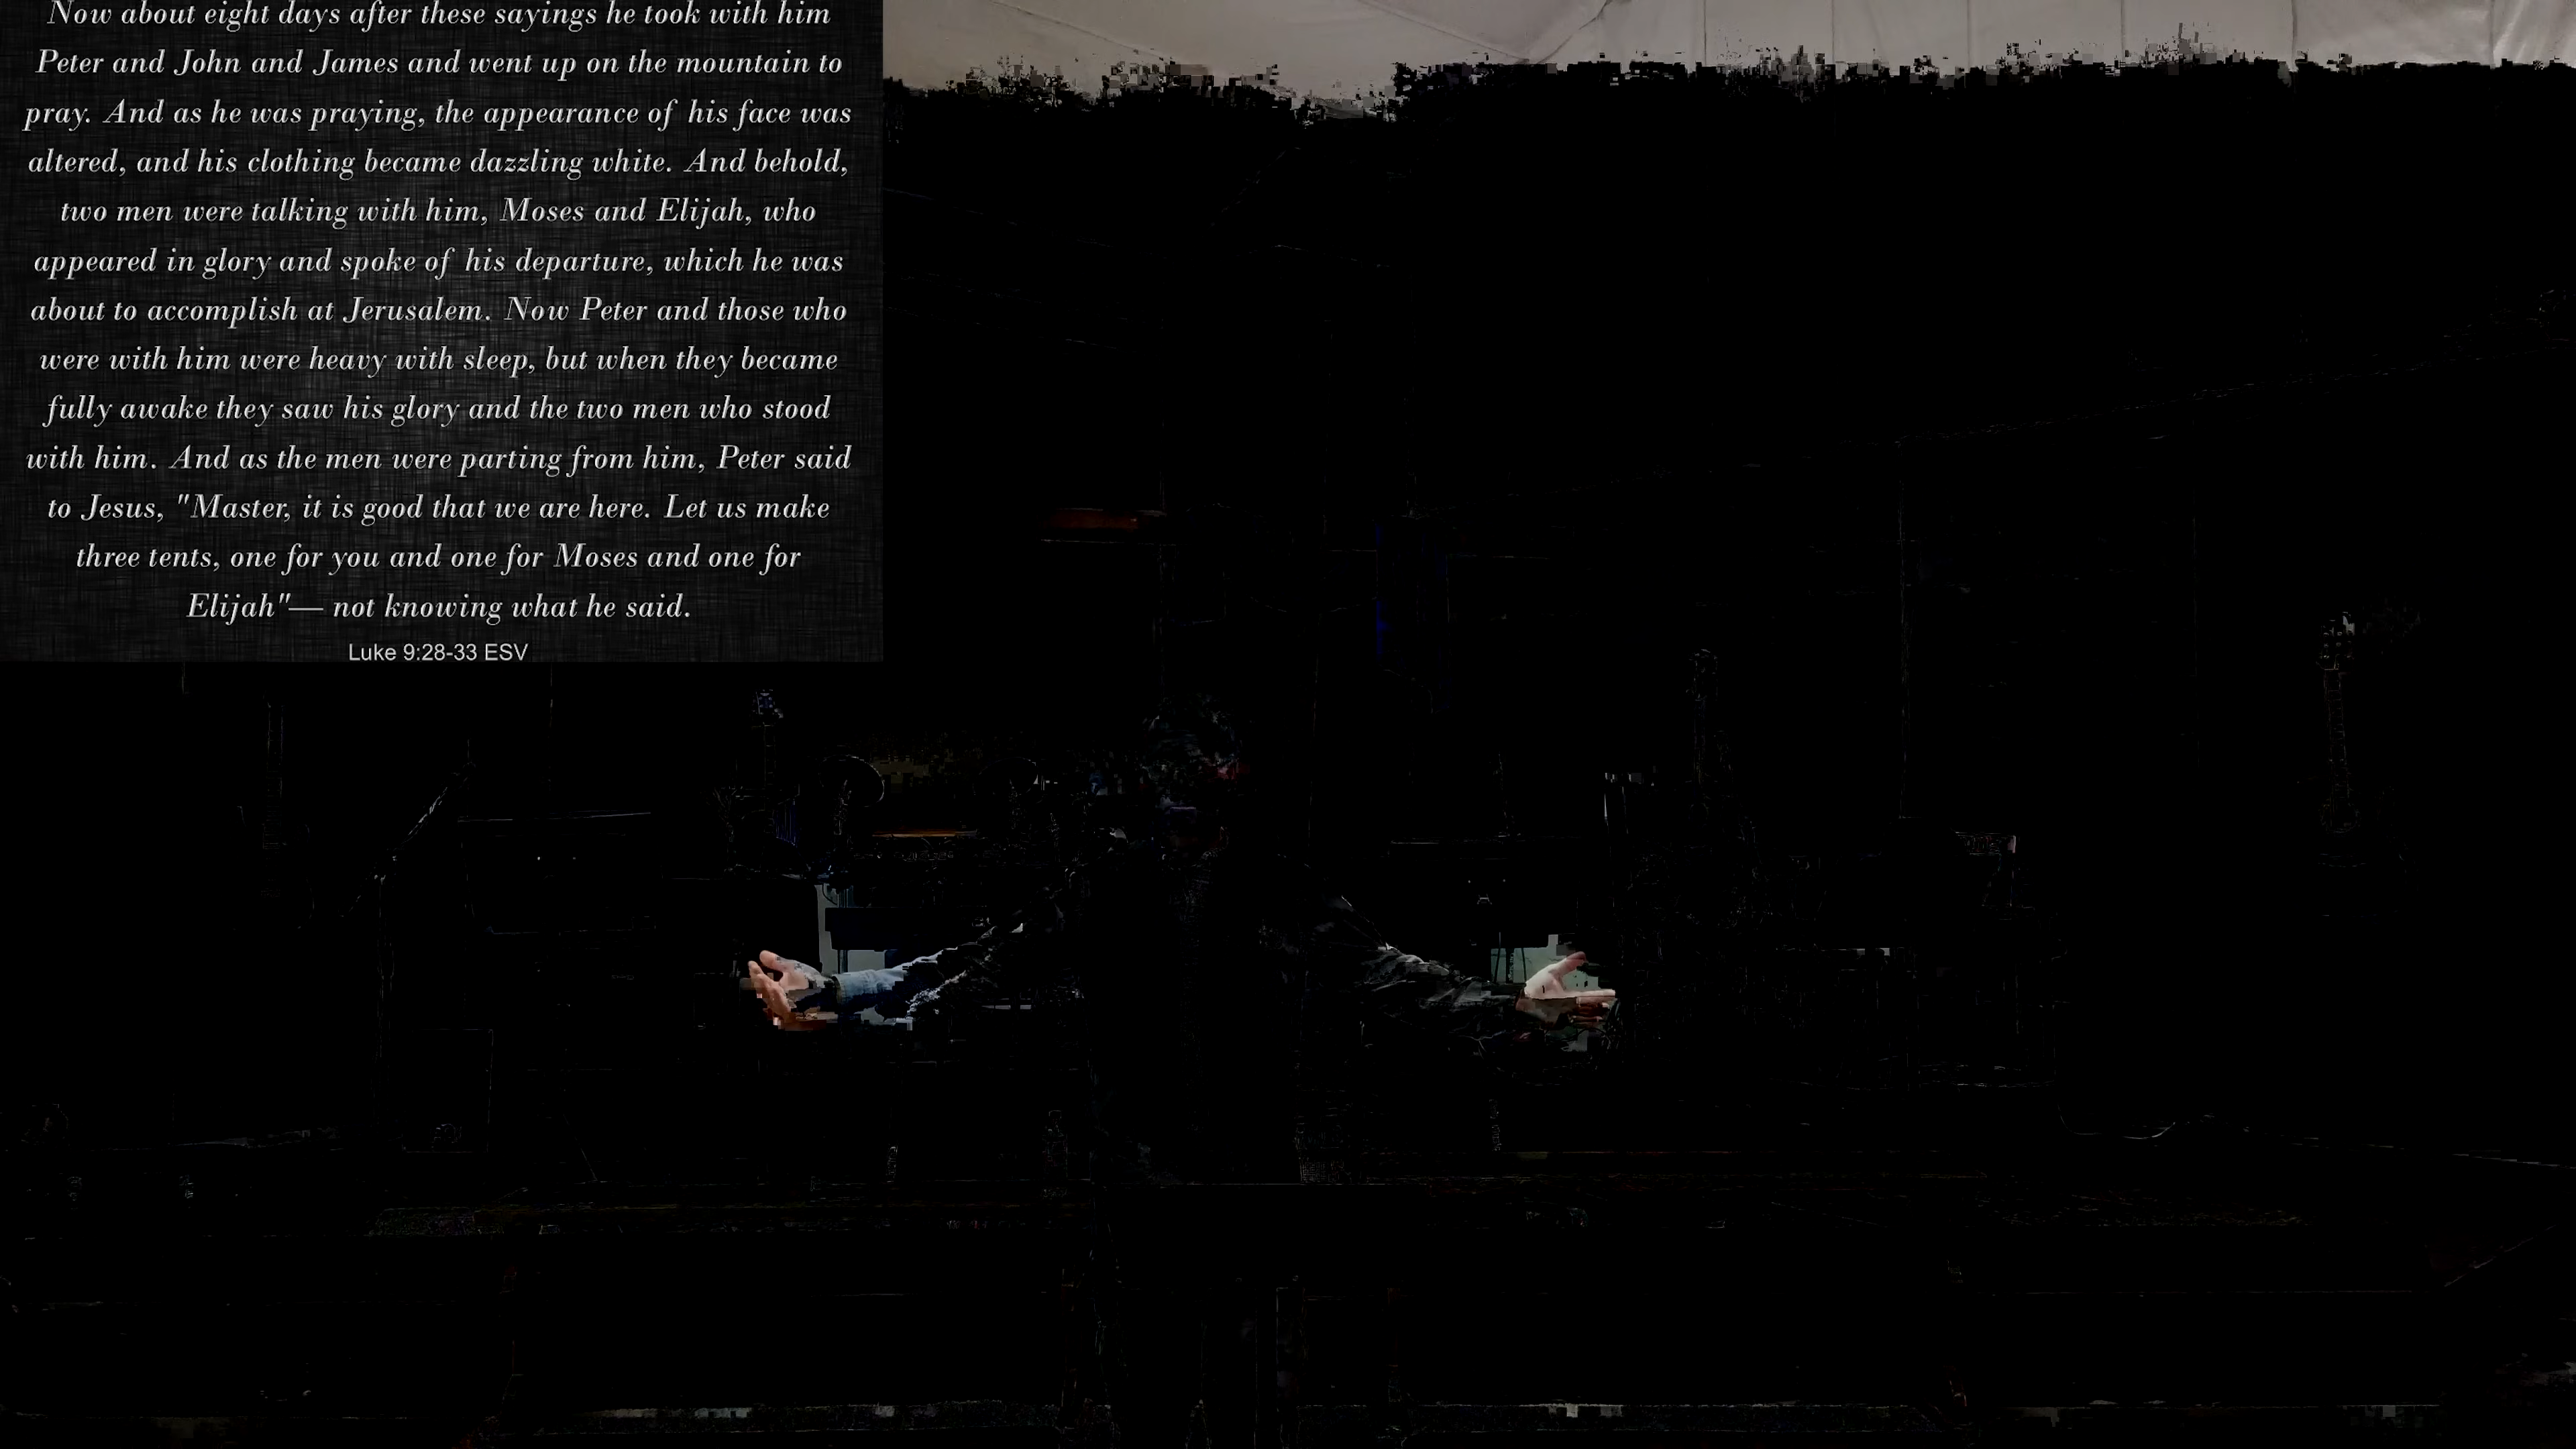 Now about eight days after these sayings he took with him
Peter and John and James and went up on the mountain to
pray. And as he was praying, the appearance of his face was
altered, and his clothing became dazzling white. And behold,
two men were talking with him, Moses and Elijah, who
appeared in glory and spoke of his departure, which he was
about to accomplish at Jerusalem. Now Peter and those who
were with him were heavy with sleep, but when they became
fully awake they saw his glory and the two men who stood
with him. And as the men were parting from him, Peter said
to Jesus, "Master, it is good that we are here. Let us make
three tents, one for you and one for Moses and one for
Elijah"— not knowing what he said.
Luke 9:28-33 ESV